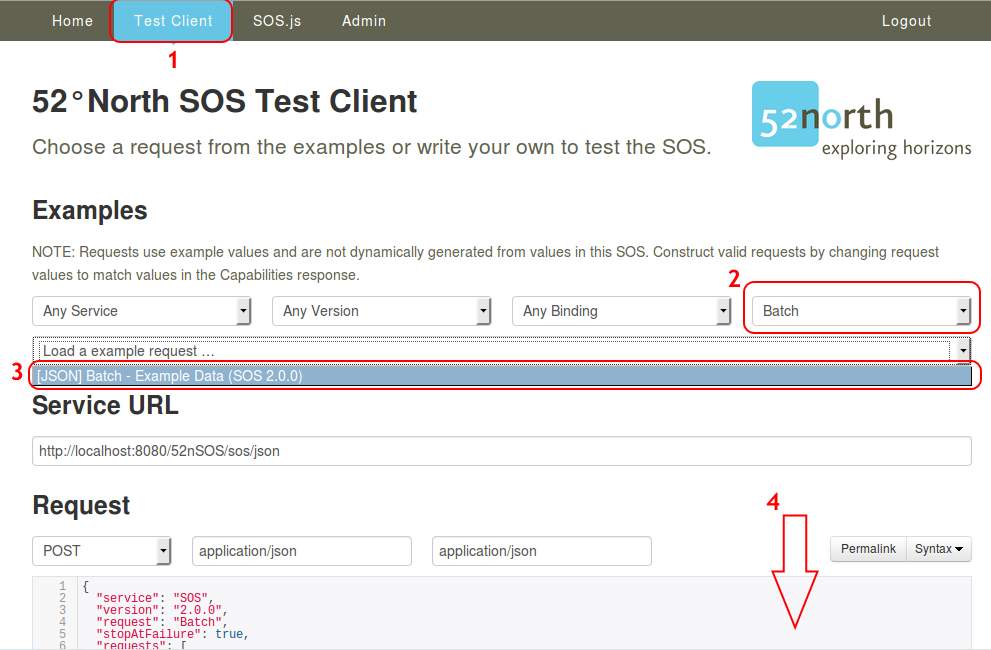 Home Test Client SOS.js Admin Logout
1
52°North SOS Test Client
52north
exploring horizons
Choose a request from the examples or write your own to test the SOS.
Examples
NOTE: Requests use example values and are not dynamically generated from values in this SOS. Construct valid requests by changing request
values to match values in the Capabilities response.
2
Any Service Any Version Any Binding Batch
Load a example request ...
3 [JSON] Batch - Example Data (SOS 2.0.0)
Service URL
http://localhost:8080/52nSOS/sos/json
Request
4
POST application/json application/json Permalink Syntax
1 {
2 "service": "SOS",
3 "version": "2.0.0",
4 "request": "Batch",
5 "stopAtFailure": true,
6 "requests": [